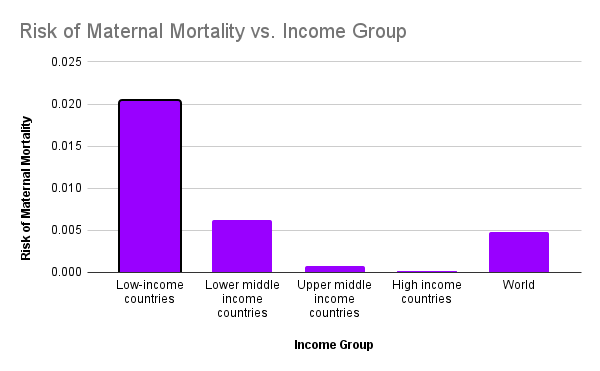 Risk of Maternal Mortality vs. Income Group
Risk of Maternal Mortality
0.025
0.020
0.015
0.010
0.005
0.000
Low-income
countries
Lower middle
income
countries
Upper middle
income
countries
High income
countries
World
Income Group